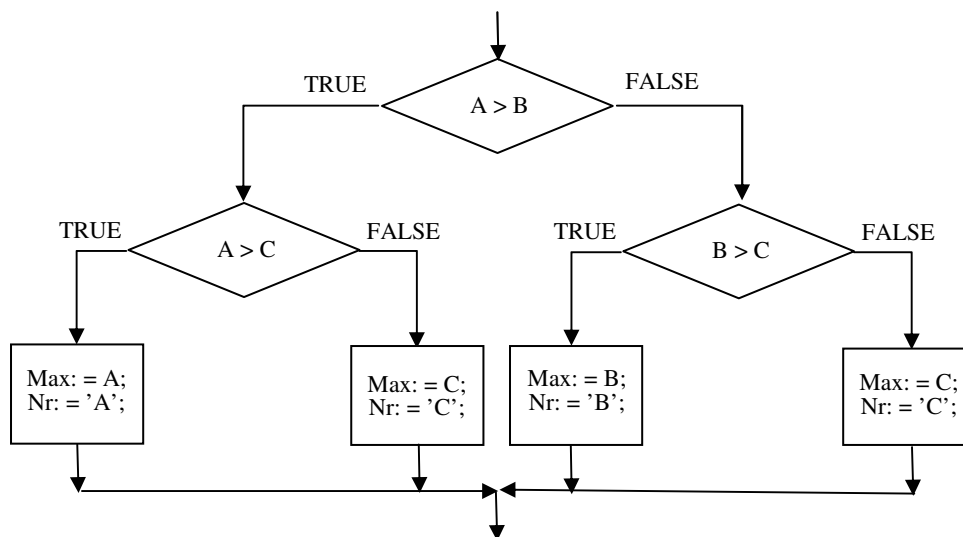 TRUE
FALSE
A > B
TRUE
FALSE
TRUE
FALSE
A > C
B > C
Max: = A;
Nr: = ’A’;
Max: = C;
Nr: = ’C’;
Max: = B;
Nr: = ’B’;
Max: = C;
Nr: = ’C’;